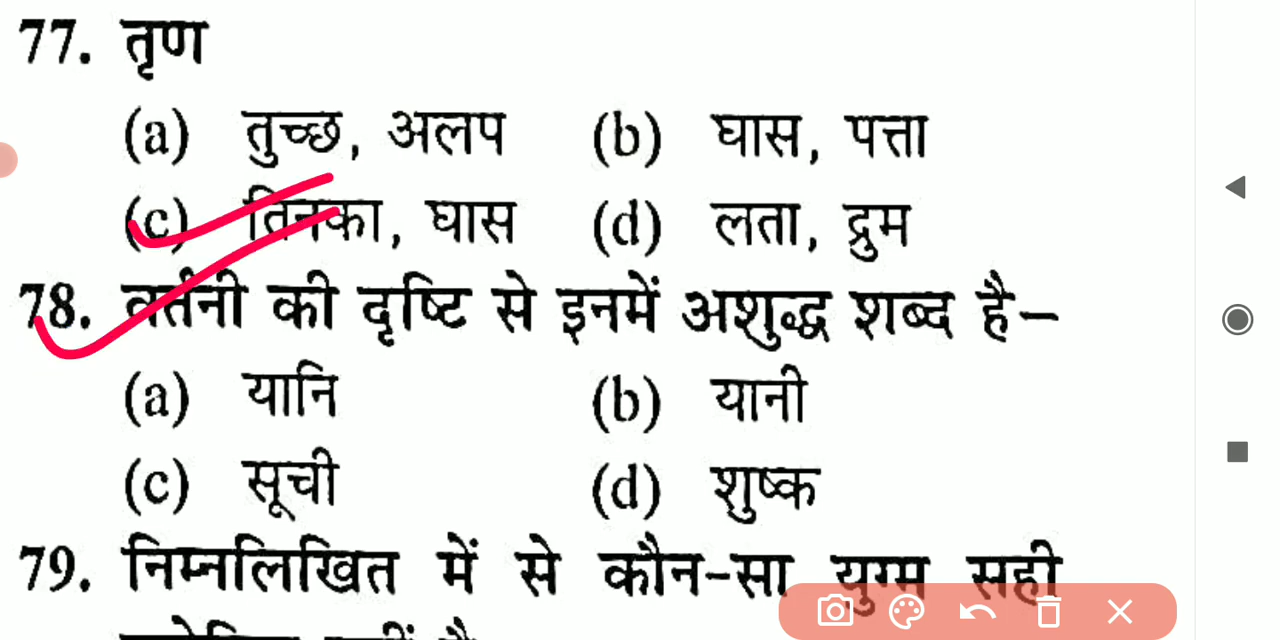 77. तृण
(a) तुच्छ, अलप (b) घास, पत्ता
(c) तिनका, घास (d) लता, द्रुम
78. वर्तनी की दृष्टि से इनमें अशुद्ध शब्द है–
(a) यानि (b) यानी
(c) सूची (d) शुष्क
79. निम्नलिखित में से कौन-सा युग्म सही